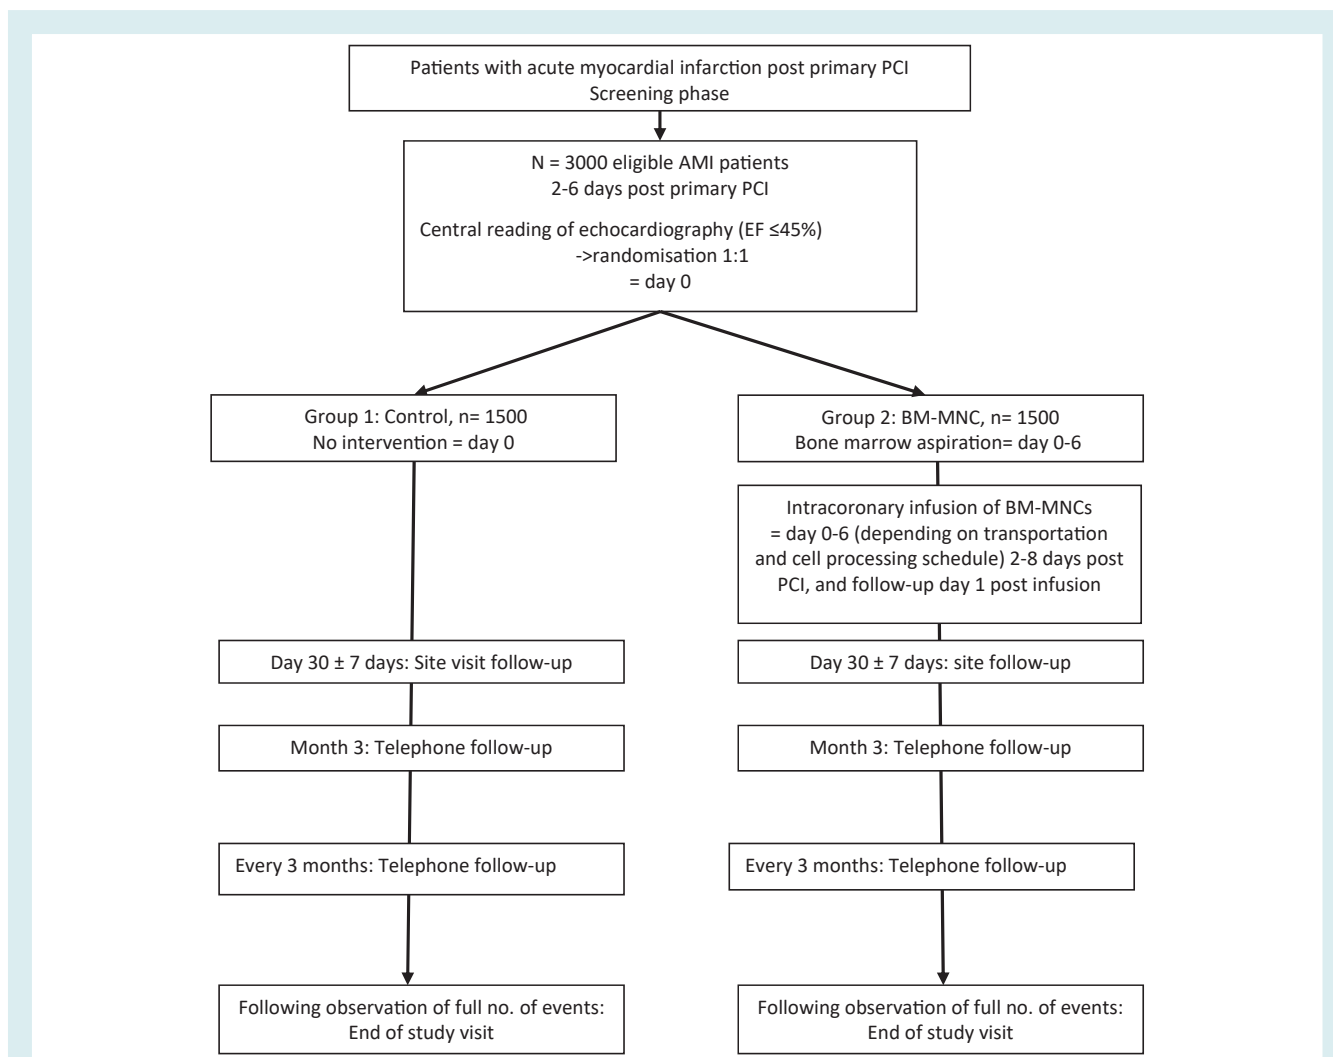 Patients with acute myocardial infarction post primary PCI
Screening phase
N = 3000 eligible AMI patients
2-6 days post primary PCI
Central reading of echocardiography (EF ≤45%)
->randomisation 1:1
= day 0
Group 1: Control, n= 1500
No intervention = day 0
Group 2: BM-MNC, n= 1500
Bone marrow aspiration= day 0-6
Intracoronary infusion of BM-MNCs
= day 0-6 (depending on transportation
and cell processing schedule) 2-8 days post
PCI, and follow-up day 1 post infusion
Day 30 ± 7 days: Site visit follow-up
Day 30 ± 7 days: site follow-up
Month 3: Telephone follow-up
Month 3: Telephone follow-up
Every 3 months: Telephone follow-up
Every 3 months: Telephone follow-up
Following observation of full no. of events:
End of study visit
Following observation of full no. of events:
End of study visit